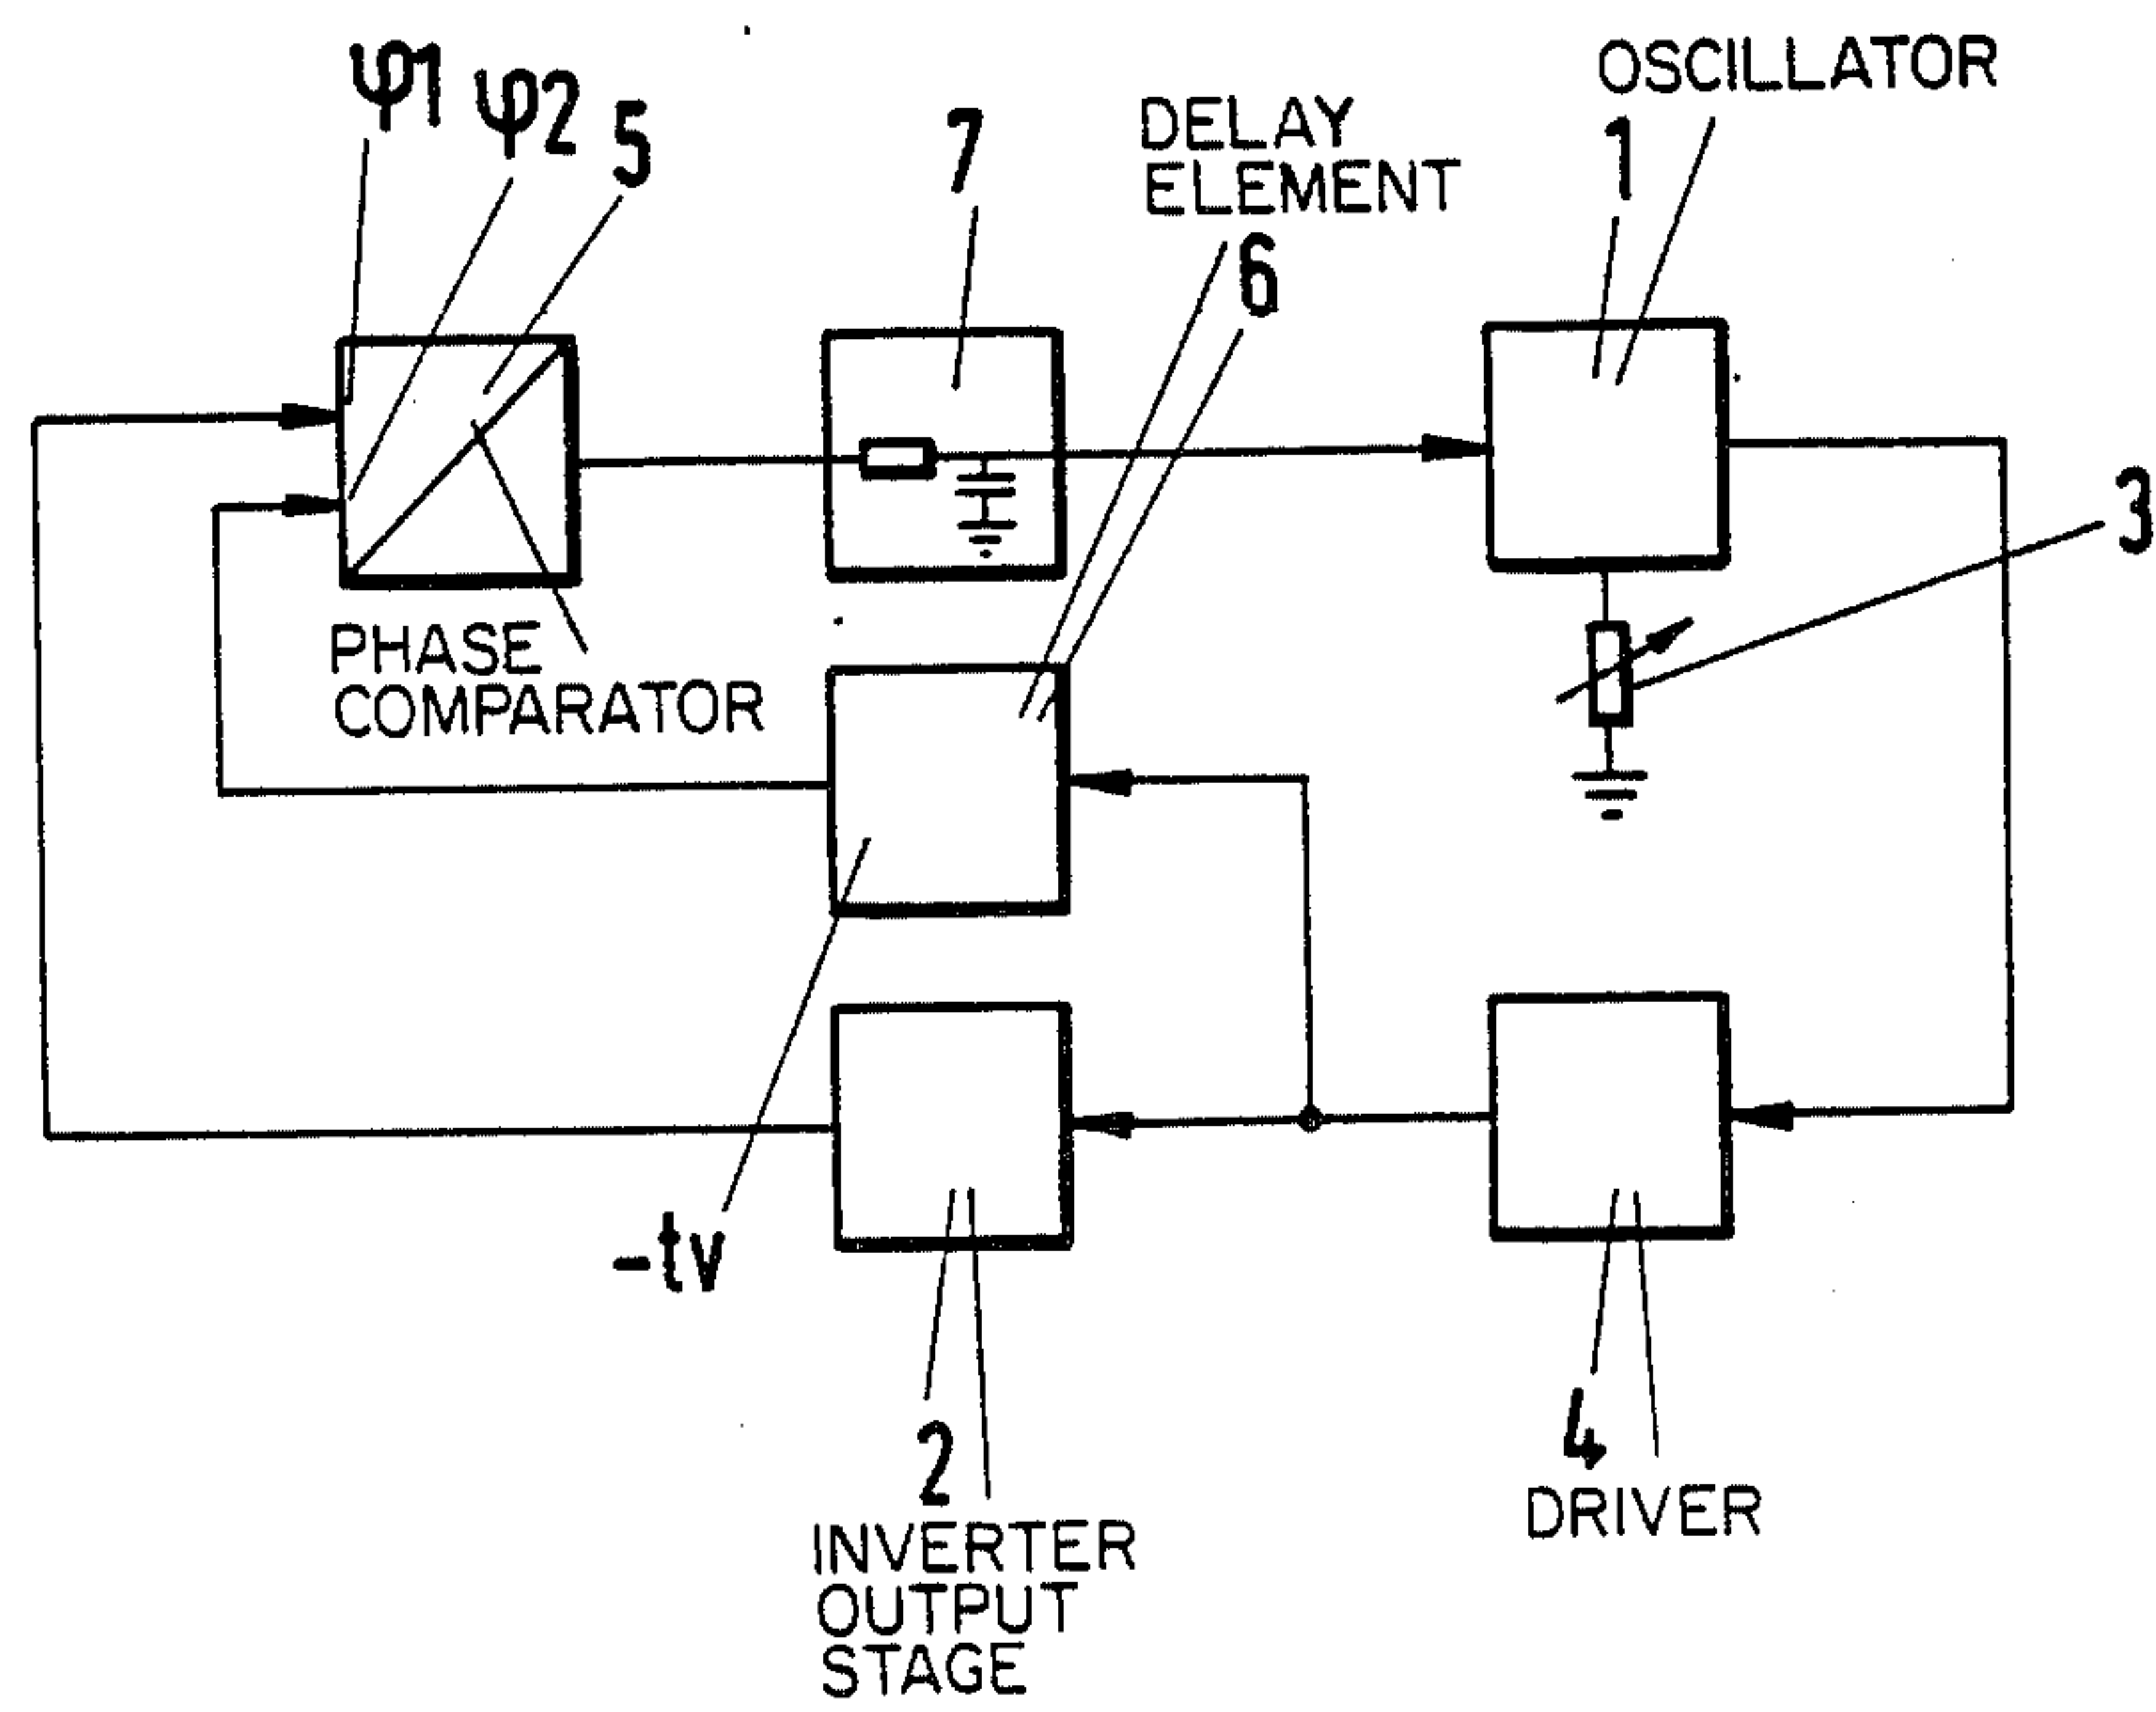 φ1
φ2
5
7
DELAY
ELEMENT
6
OSCILLATOR
1
3
PHASE
COMPARATOR
-tv
2
INVERTER
OUTPUT
STAGE
4
DRIVER